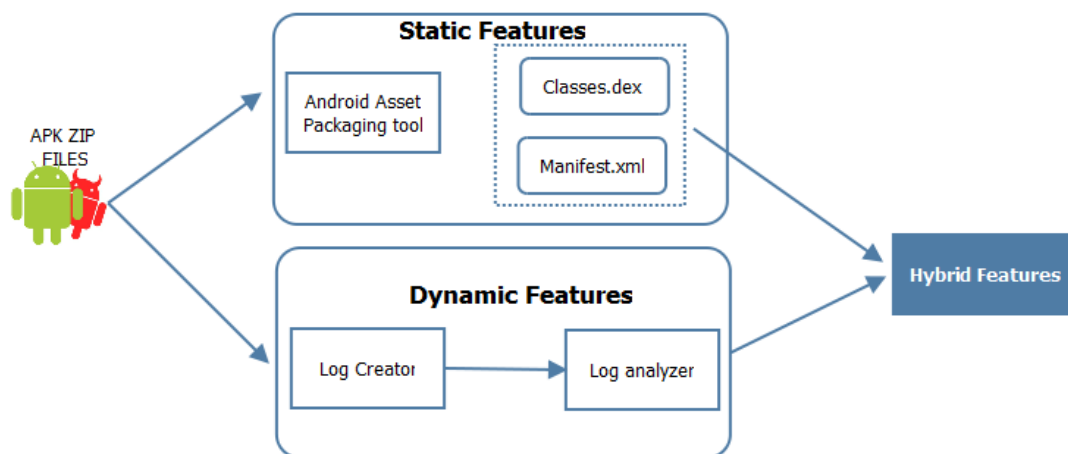 APK ZIP
FILES
Static Features
Android Asset
Packaging tool
Classes.dex
Manifest.xml
Dynamic Features
Log Creator
Log analyzer
Hybrid Features